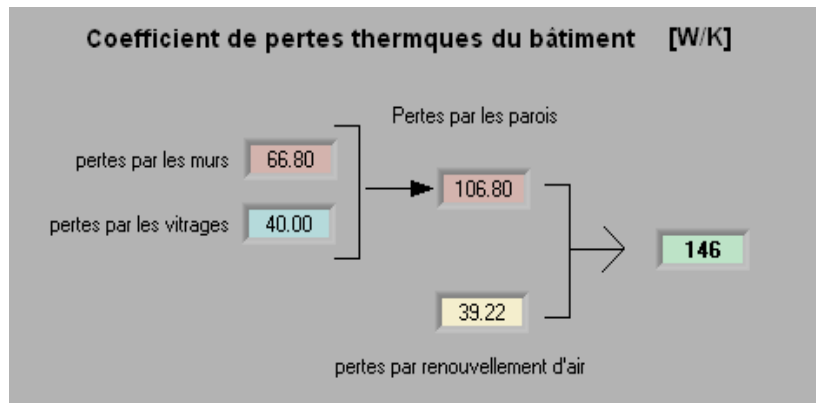 Coefficient de pertes thermques du bâtiment [W/K]
Pertes par les parois
pertes par les murs 66.80
106.80
pertes par les vitrages 40.00
146
39.22
pertes par renouvellement d'air